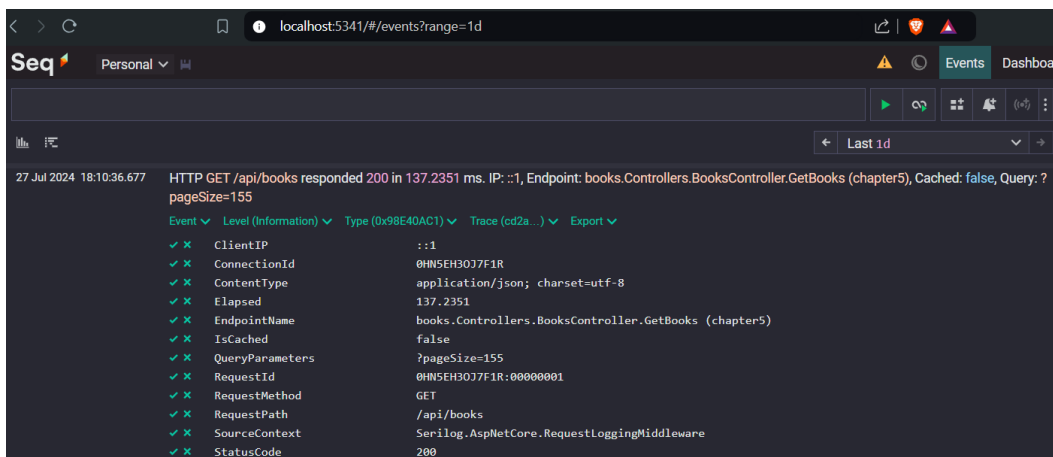 localhost:5341/#/events?range=1d
Seq Personal Events Dashboa
Last 1d
27 Jul 2024 18:10:36.677 HTTP GET /api/books responded 200 in 137.2351 ms. IP: ::1, Endpoint: books.Controllers.BooksController.GetBooks (chapter5), Cached: false, Query: ?
pageSize=155
Event Level (Information) Type (0x98E40AC1) Trace (cd2a...) Export
ClientIP ::1
ConnectionId 0HN5EH3OJ7F1R
ContentType application/json; charset=utf-8
Elapsed 137.2351
EndpointName books.Controllers.BooksController.GetBooks (chapter5)
IsCached false
QueryParameters ?pageSize=155
RequestId 0HN5EH3OJ7F1R:00000001
RequestMethod GET
RequestPath /api/books
SourceContext Serilog.AspNetCore.RequestLoggingMiddleware
StatusCode 200